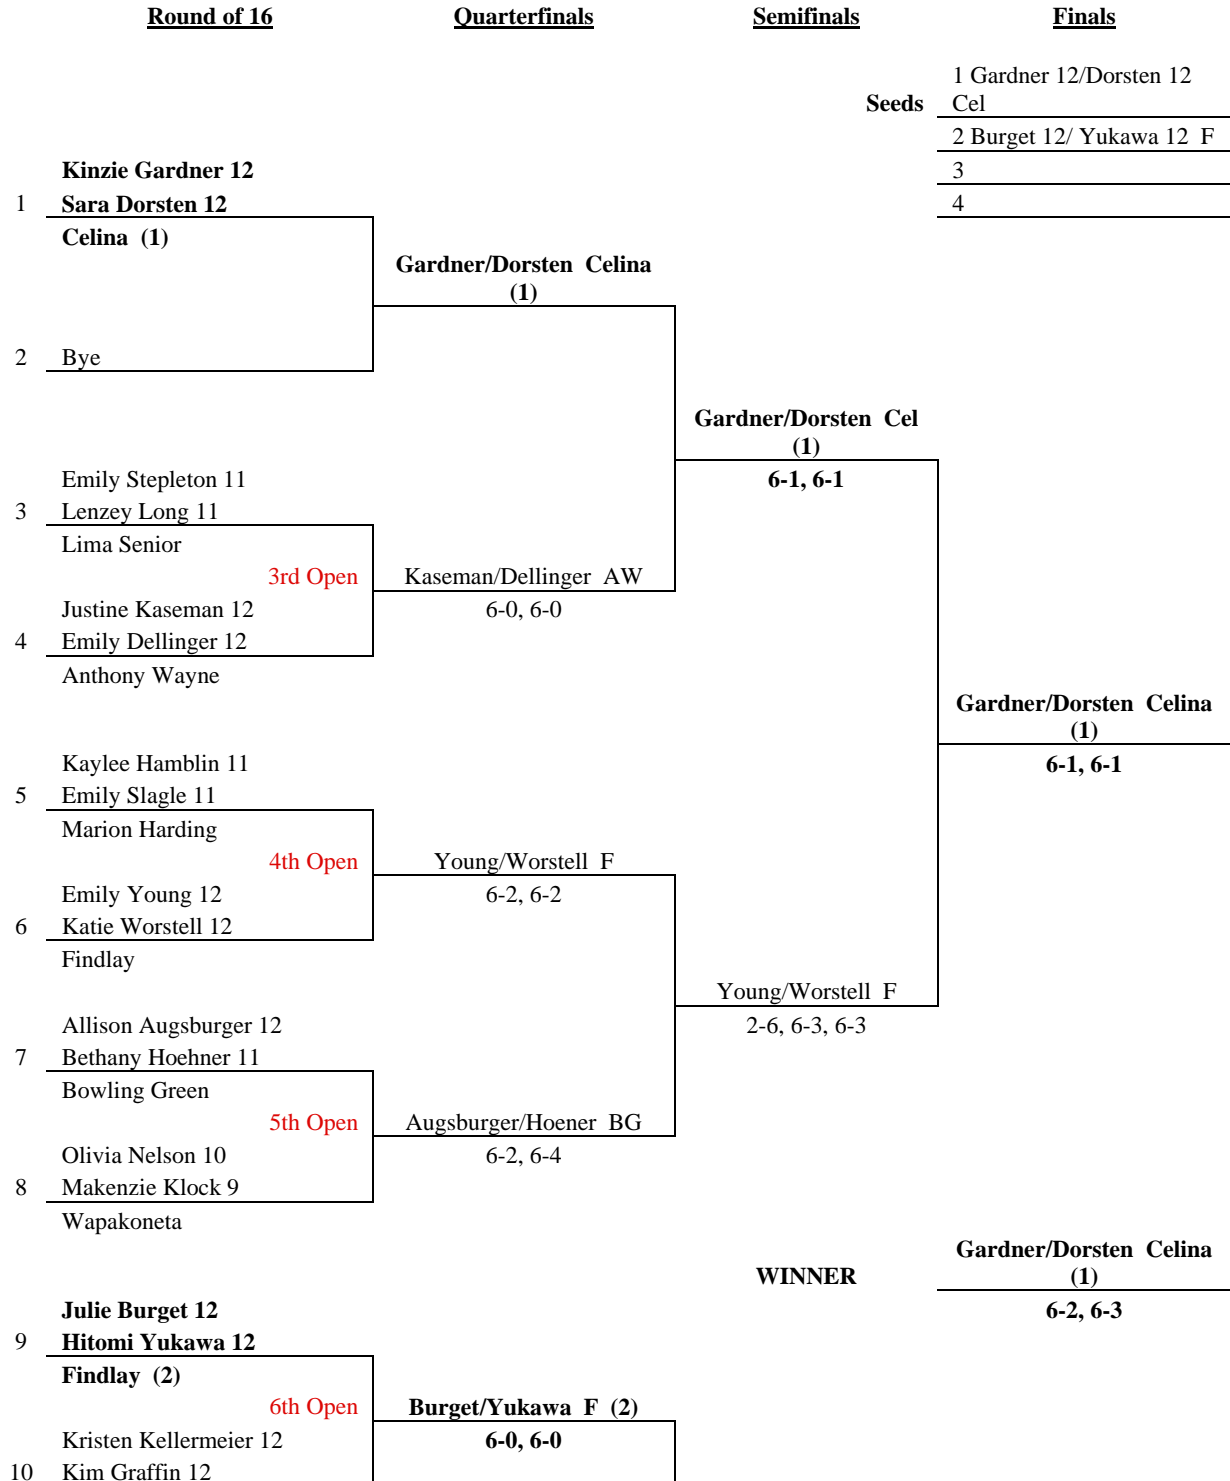 Round of 16 Quarterfinals Semifinals Finals
1 Gardner 12/Dorsten 12
Seeds Cel
2 Burget 12/ Yukawa 12 F
Kinzie Gardner 12 3
1 Sara Dorsten 12 4
Celina (1)
Gardner/Dorsten Celina
(1)
2 Bye
Gardner/Dorsten Cel
(1)
Emily Stepleton 11 6-1, 6-1
3 Lenzey Long 11
Lima Senior
3rd Open Kaseman/Dellinger AW
Justine Kaseman 12 6-0, 6-0
4 Emily Dellinger 12
Anthony Wayne
Gardner/Dorsten Celina
(1)
Kaylee Hamblin 11 6-1, 6-1
5 Emily Slagle 11
Marion Harding
4th Open Young/Worstell F
Emily Young 12 6-2, 6-2
6 Katie Worstell 12
Findlay
Young/Worstell F
Allison Augsburger 12 2-6, 6-3, 6-3
7 Bethany Hoehner 11
Bowling Green
5th Open Augsburger/Hoener BG
Olivia Nelson 10 6-2, 6-4
8 Makenzie Klock 9
Wapakoneta
Gardner/Dorsten Celina
WINNER (1)
Julie Burget 12 6-2, 6-3
9 Hitomi Yukawa 12
Findlay (2)
6th Open Burget/Yukawa F (2)
Kristen Kellermeier 12 6-0, 6-0
10 Kim Graffin 12